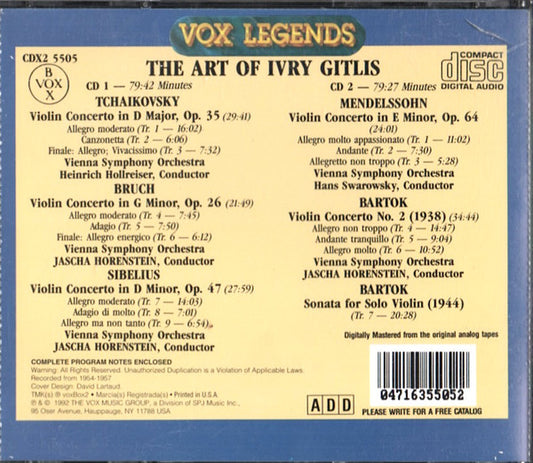 VOX LEGENDS
CDX2 5505
B
VOX
X
THE ART OF IVRY GITLIS
COMPACT
disc
DIGITAL AUDIO
CD 1 — 79:42 Minutes
TCHAIKOVSKY
Violin Concerto in D Major, Op. 35 (29:41)
Allegro moderato (Tr. 1 — 16:02)
Canzonetta (Tr. 2 — 6:06)
Finale: Allegro; Vivacissimo (Tr. 3 — 7:32)
Vienna Symphony Orchestra
Heinrich Hollreiser, Conductor
BRUCH
Violin Concerto in G Minor, Op. 26 (21:49)
Allegro moderato (Tr. 4 — 7:45)
Adagio (Tr. 5 — 7:50)
Finale: Allegro energico (Tr. 6 — 6:12)
Vienna Symphony Orchestra
JASCHA HORENSTEIN, Conductor
SIBELIUS
Violin Concerto in D Minor, Op. 47 (27:59)
Allegro moderato (Tr. 7 — 14:03)
Adagio di molto (Tr. 8 — 7:01)
Allegro ma non tanto (Tr. 9 — 6:54)
Vienna Symphony Orchestra
JASCHA HORENSTEIN, Conductor
CD 2 — 79:27 Minutes
MENDELSSOHN
Violin Concerto in E Minor, Op. 64
(24:01)
Allegro molto appassionato (Tr. 1 — 11:02)
Andante (Tr. 2 — 7:30)
Allegretto non troppo (Tr. 3 — 5:28)
Vienna Symphony Orchestra
Hans Swarowsky, Conductor
BARTOK
Violin Concerto No. 2 (1938) (34:44)
Allegro non troppo (Tr. 4 — 14:47)
Andante tranquillo (Tr. 5 — 9:04)
Allegro molto (Tr. 6 — 10:52)
Vienna Symphony Orchestra
JASCHA HORENSTEIN, Conductor
BARTOK
Sonata for Solo Violin (1944)
(Tr. 7 — 20:28)
Digitally Mastered from the original analog tapes
COMPLETE PROGRAM NOTES ENCLOSED
Warning: All Rights Reserved. Unauthorized Duplication is a Violation of Applicable Laws.
Recorded from 1954-1957
Cover Design: David Lartaud.
TMK(s) ® voxBox2 • Marca(s) Registrada(s) • Printed in U.S.A.
℗ & © 1992 THE VOX MUSIC GROUP, a Division of SPJ Music Inc.,
95 Oser Avenue, Hauppauge, NY 11788 USA
ADD
04716355052
PLEASE WRITE FOR A FREE CATALOG